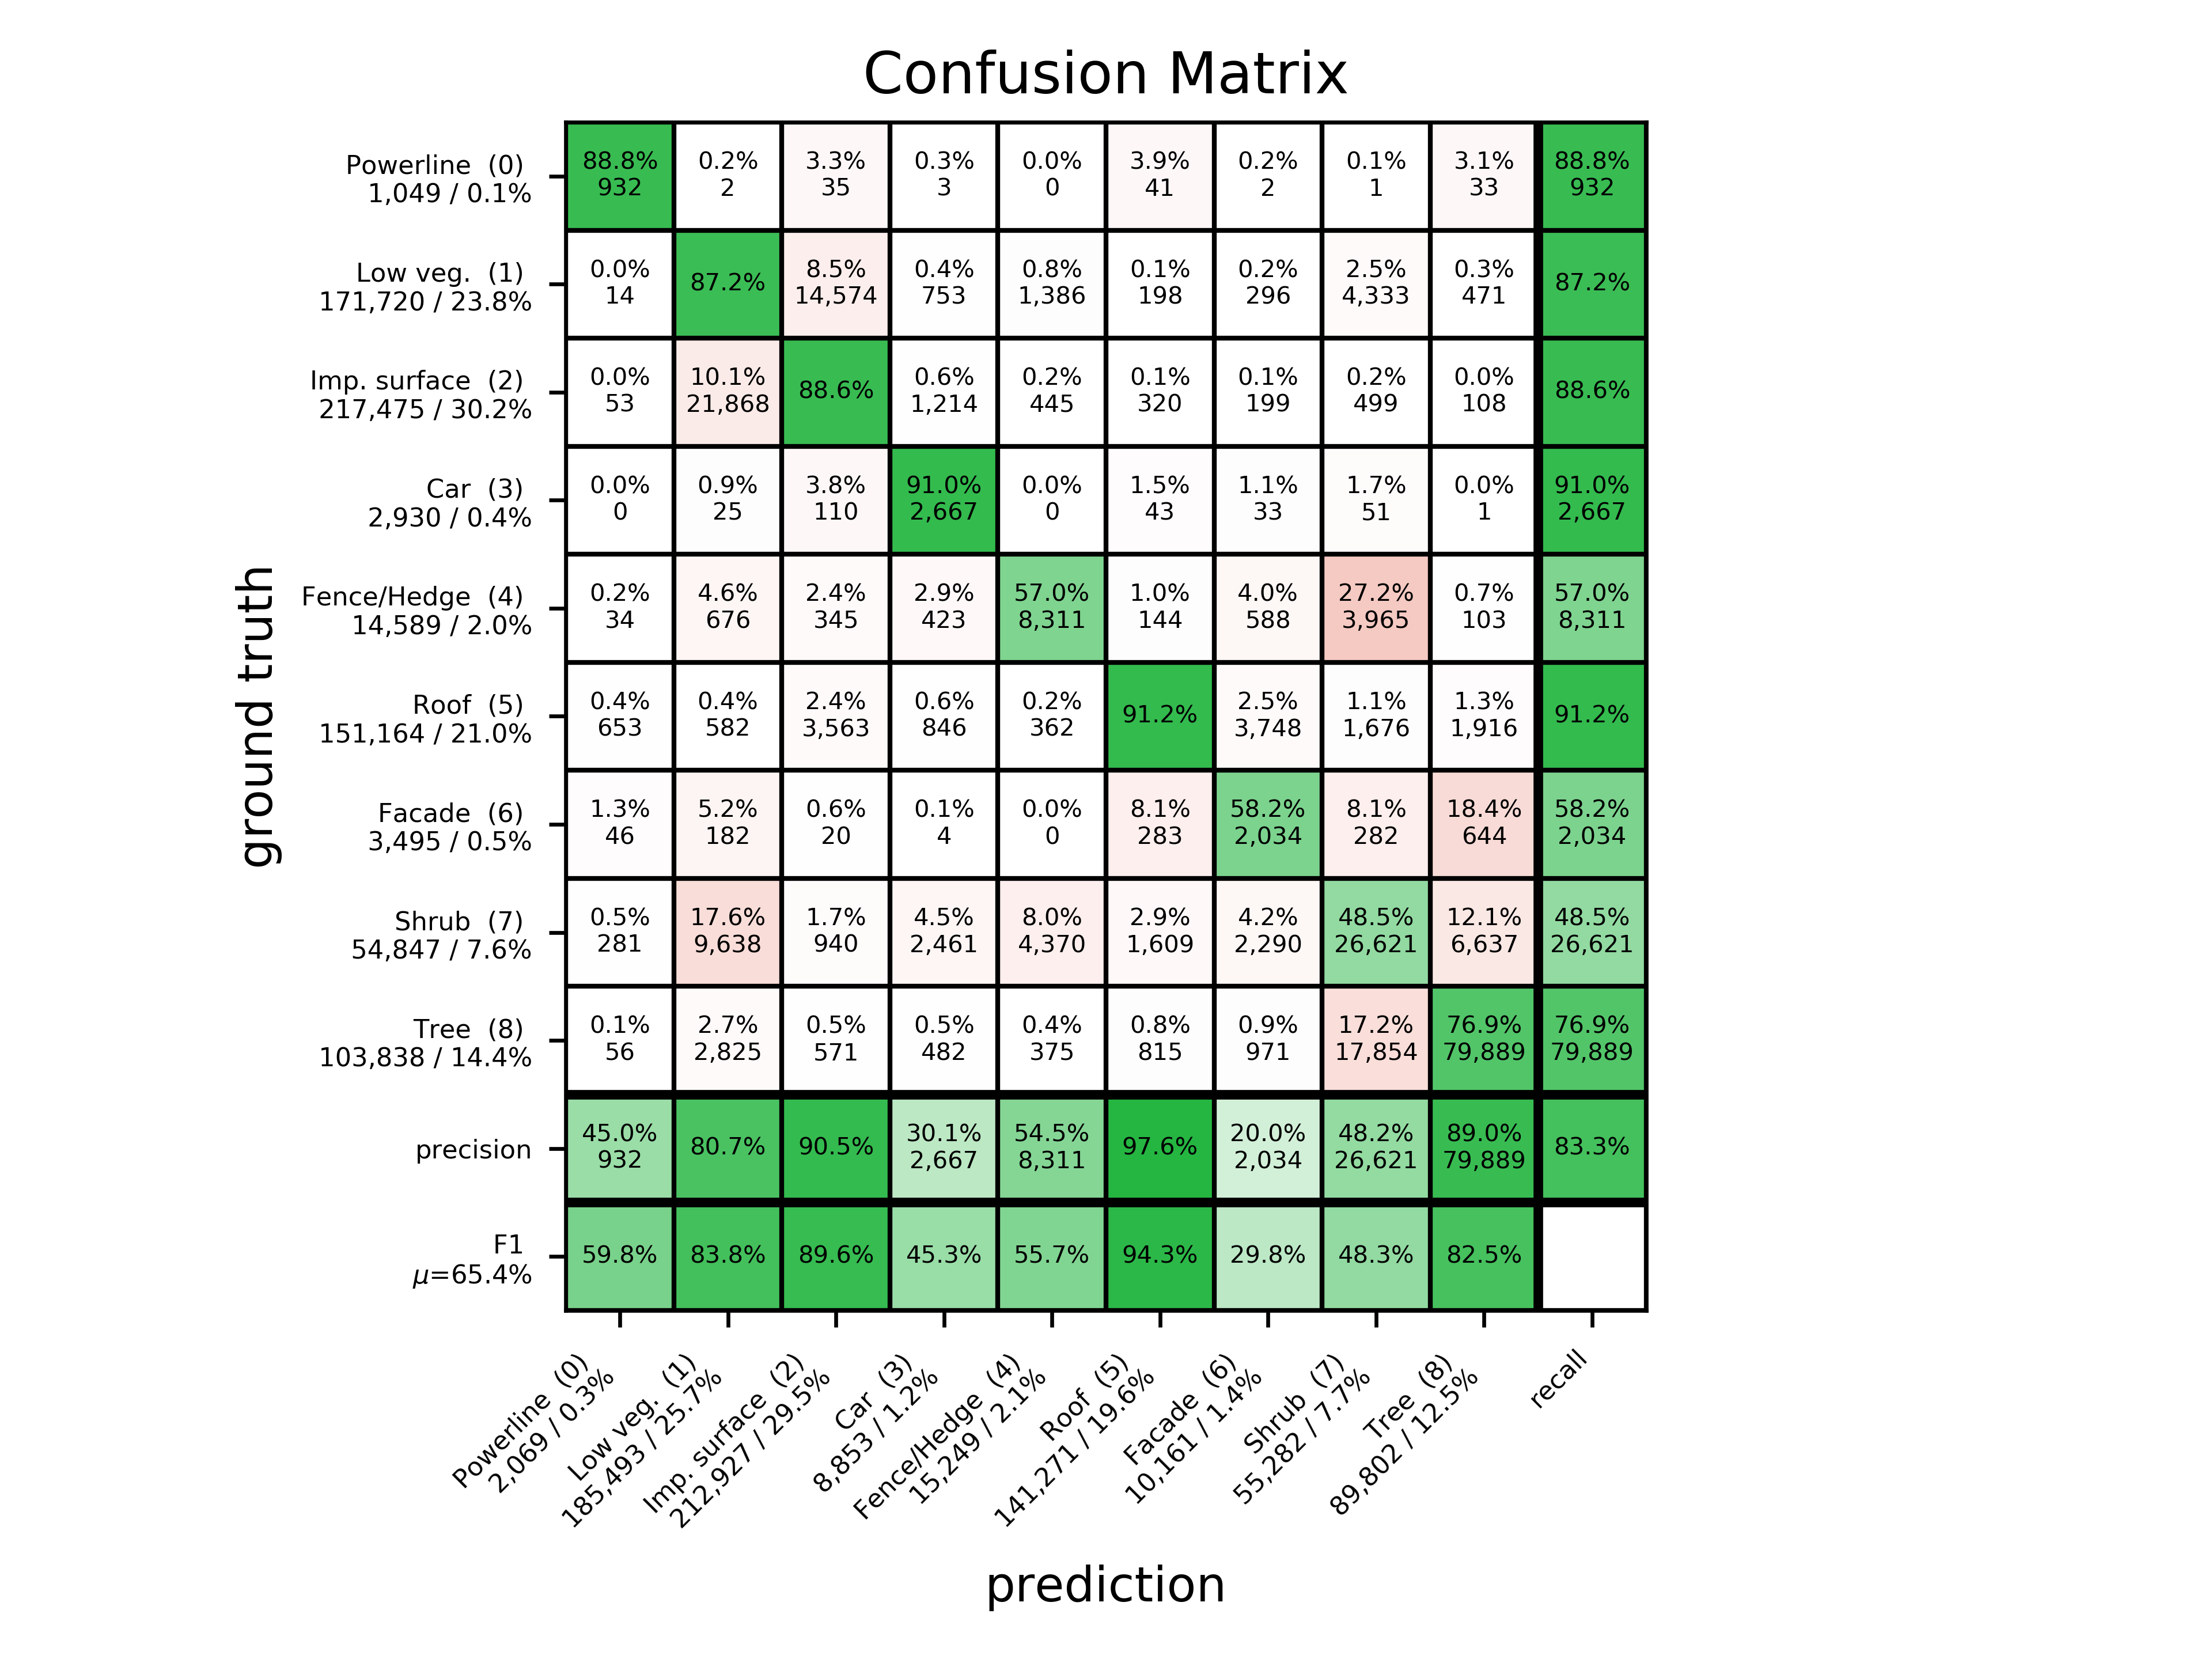 Confusion Matrix
ground truth
Powerline (0)
1,049 / 0.1%
88.8% 0.2% 3.3% 0.3% 0.0% 3.9% 0.2% 0.1% 3.1% 88.8%
932 2 35 3 0 41 2 1 33 932
Low veg. (1)
171,720 / 23.8%
0.0% 87.2% 8.5% 0.4% 0.8% 0.1% 0.2% 2.5% 0.3% 87.2%
14 14,574 753 1,386 198 296 4,333 471
Imp. surface (2)
217,475 / 30.2%
0.0% 10.1% 88.6% 0.6% 0.2% 0.1% 0.1% 0.2% 0.0% 88.6%
53 21,868 1,214 445 320 199 499 108
Car (3)
2,930 / 0.4%
0.0% 0.9% 3.8% 91.0% 0.0% 1.5% 1.1% 1.7% 0.0% 91.0%
0 25 110 2,667 0 43 33 51 1 2,667
Fence/Hedge (4)
14,589 / 2.0%
0.2% 4.6% 2.4% 2.9% 57.0% 1.0% 4.0% 27.2% 0.7% 57.0%
34 676 345 423 8,311 144 588 3,965 103 8,311
Roof (5)
151,164 / 21.0%
0.4% 0.4% 2.4% 0.6% 0.2% 91.2% 2.5% 1.1% 1.3% 91.2%
653 582 3,563 846 362 3,748 1,676 1,916
Facade (6)
3,495 / 0.5%
1.3% 5.2% 0.6% 0.1% 0.0% 8.1% 58.2% 8.1% 18.4% 58.2%
46 182 20 4 0 283 2,034 282 644 2,034
Shrub (7)
54,847 / 7.6%
0.5% 17.6% 1.7% 4.5% 8.0% 2.9% 4.2% 48.5% 12.1% 48.5%
281 9,638 940 2,461 4,370 1,609 2,290 26,621 6,637 26,621
Tree (8)
103,838 / 14.4%
0.1% 2.7% 0.5% 0.5% 0.4% 0.8% 0.9% 17.2% 76.9% 76.9%
56 2,825 571 482 375 815 971 17,854 79,889 79,889
precision
45.0% 80.7% 90.5% 30.1% 54.5% 97.6% 20.0% 48.2% 89.0% 83.3%
932 2,667 8,311 2,034 26,621 79,889
F1
μ=65.4%
59.8% 83.8% 89.6% 45.3% 55.7% 94.3% 29.8% 48.3% 82.5%
Powerline (0)
2,069 / 0.3%
Low veg. (1)
185,493 / 25.7%
Imp. surface (2)
212,927 / 29.5%
Car (3)
8,853 / 1.2%
Fence/Hedge (4)
15,249 / 2.1%
Roof (5)
141,271 / 19.6%
Facade (6)
10,161 / 1.4%
Shrub (7)
55,282 / 7.7%
Tree (8)
89,802 / 12.5%
recall
prediction